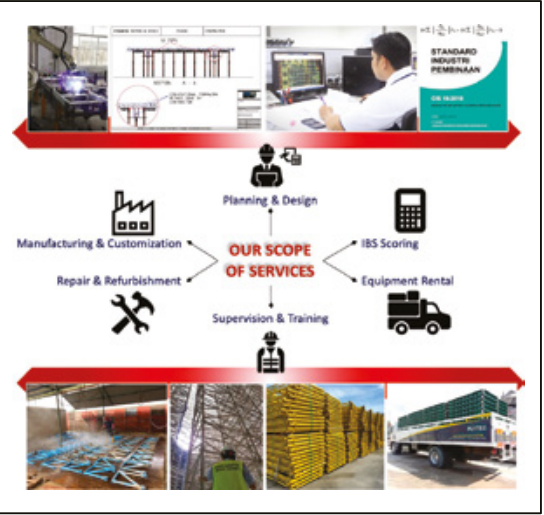 STANDARD
INDUSTRI
PEMBINAAN
Planning & Design
Manufacturing & Customization
IBS Scoring
OUR SCOPE
OF SERVICES
Repair & Refurbishment
Equipment Rental
Supervision & Training